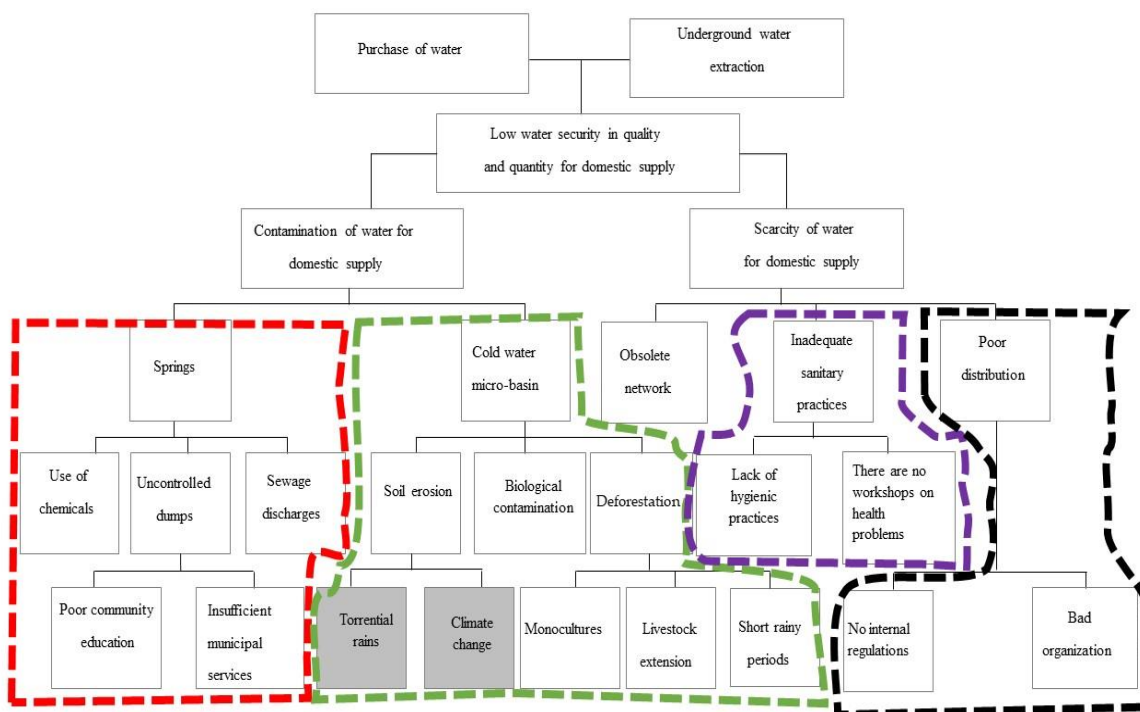 Purchase of water
Underground water
extraction
Low water security in quality
and quantity for domestic supply
Contamination of water for
domestic supply
Scarcity of water
for domestic supply
Springs
Cold water
micro-basin
Obsolete
network
Inadequate
sanitary
practices
Poor
distribution
Use of
chemicals
Uncontrolled
dumps
Sewage
discharges
Soil erosion
Biological
contamination
Deforestation
Lack of
hygienic
practices
There are no
workshops on
health
problems
Poor community
education
Insufficient
municipal
services
Torrential
rains
Climate
change
Monocultures
Livestock
extension
Short rainy
periods
No internal
regulations
Bad
organization